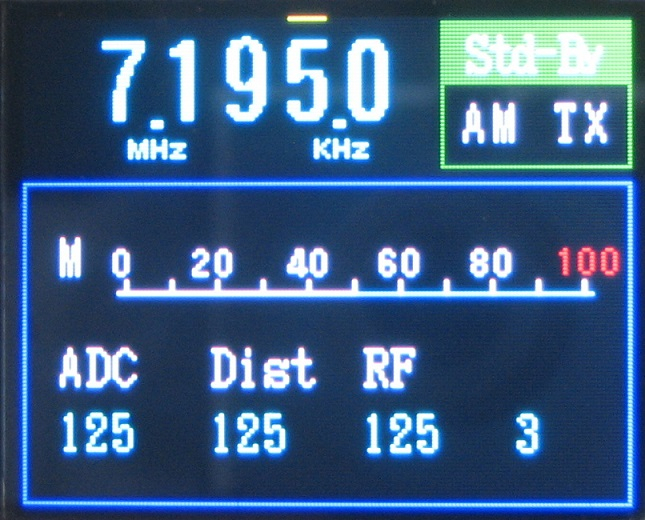 7.195.0
Std-By
MHz KHz
AM TX
M 0 20 40 60 80 100
ADC Dist RF
125 125 125 3